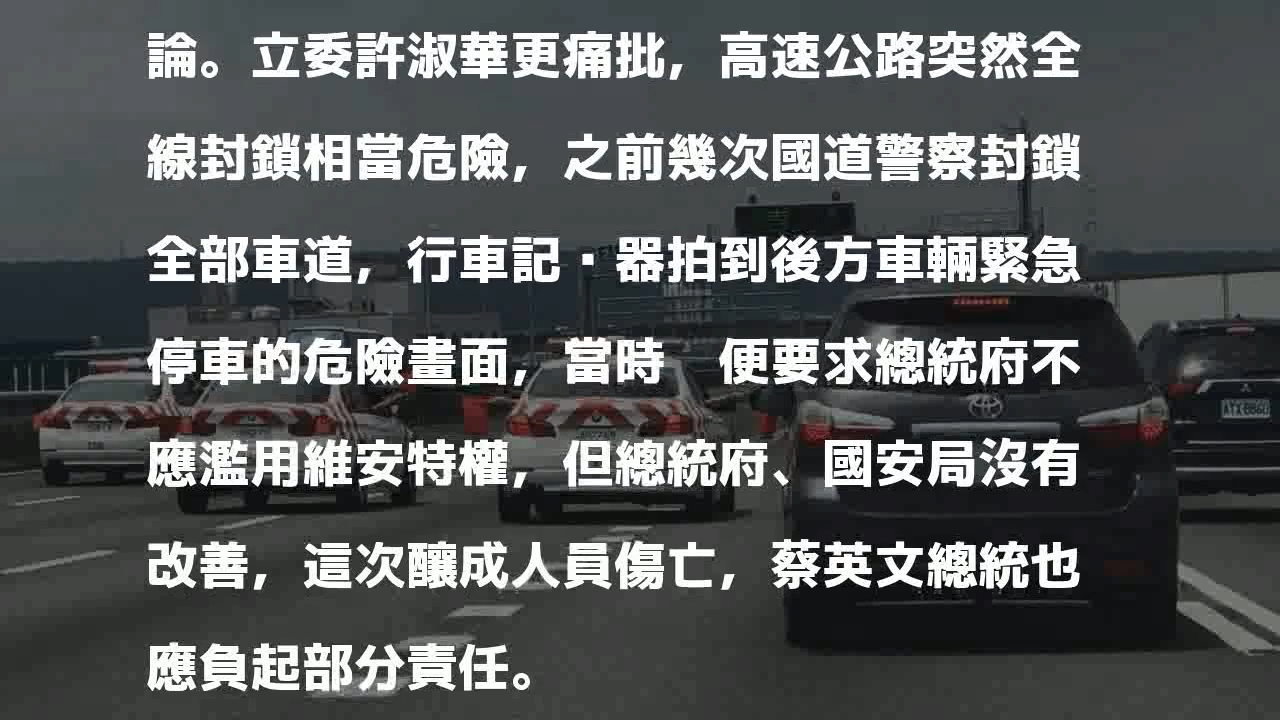 論。立委許淑華更痛批，高速公路突然全
線封鎖相當危險，之前幾次國道警察封鎖
全部車道，行車記·器拍到後方車輛緊急
停車的危險畫面，當時　便要求總統府不
應濫用維安特權，但總統府、國安局沒有
改善，這次釀成人員傷亡，蔡英文總統也
應負起部分責任。